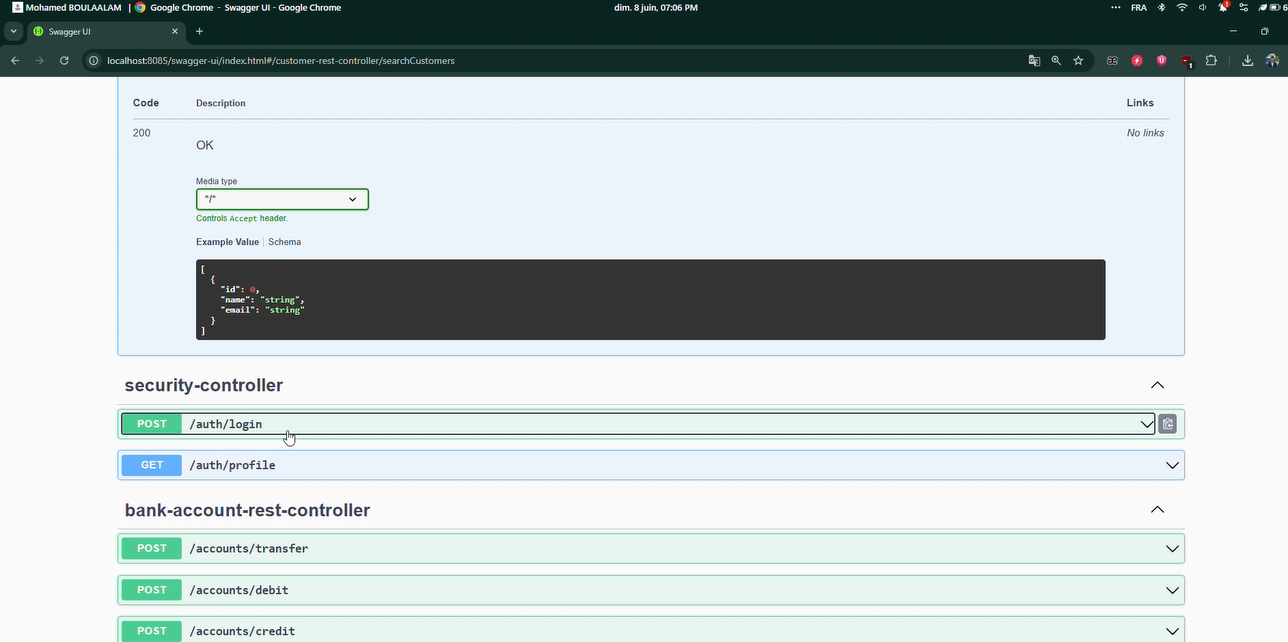 Mohamed BOULAALAM | Google Chrome - Swagger UI - Google Chrome dim. 8 juin, 07:06 PM ••• FRA 1 6
Swagger UI
localhost:8085/swagger-ui/index.html#/customer-rest-controller/searchCustomers 1
Code Description Links
200 OK No links
Media type
"/"
Controls Accept header.
Example Value | Schema
[
{
"id": 0,
"name": "string",
"email": "string"
}
]
security-controller
POST /auth/login
GET /auth/profile
bank-account-rest-controller
POST /accounts/transfer
POST /accounts/debit
POST /accounts/credit